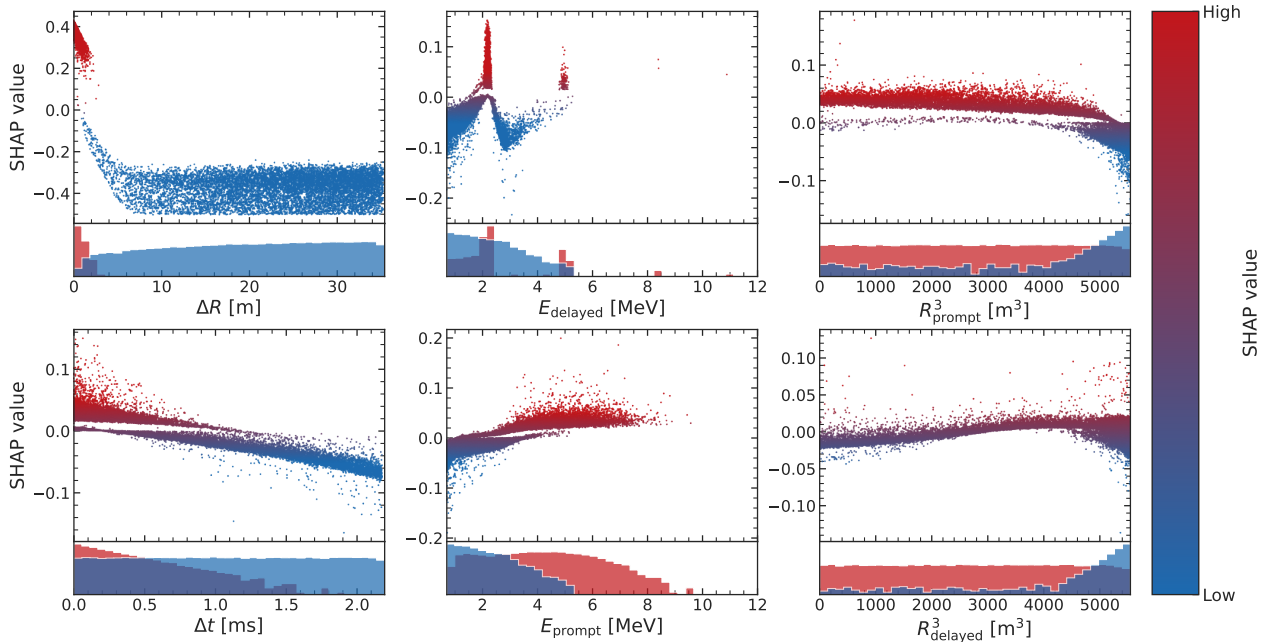 0.4
0.2
0.0
−0.2
−0.4
SHAP value
0 10 20 30
ΔR [m]
0.1
0.0
−0.1
−0.2
0 2 4 6 8 10 12
E_delayed [MeV]
0.1
0.0
−0.1
0 1000 2000 3000 4000 5000
R³_prompt [m³]
0.1
0.0
−0.1
SHAP value
0.0 0.5 1.0 1.5 2.0
Δt [ms]
0.2
0.1
0.0
−0.1
−0.2
2 4 6 8 10 12
E_prompt [MeV]
0.10
0.05
0.00
−0.05
−0.10
0 1000 2000 3000 4000 5000
R³_delayed [m³]
High
SHAP value
Low